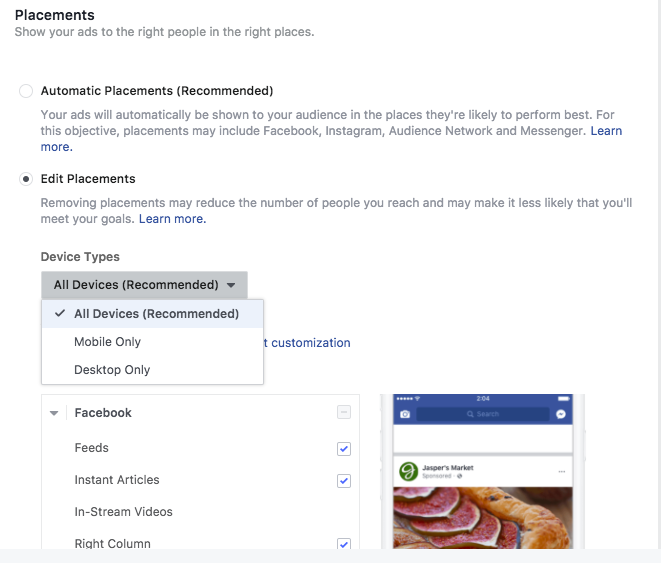 Placements
Show your ads to the right people in the right places.
Automatic Placements (Recommended)
Your ads will automatically be shown to your audience in the places they're likely to perform best. For
this objective, placements may include Facebook, Instagram, Audience Network and Messenger. Learn
more.
Edit Placements
Removing placements may reduce the number of people you reach and may make it less likely that you'll
meet your goals. Learn more.
Device Types
All Devices (Recommended)
All Devices (Recommended)
Mobile Only
t customization
Desktop Only
Facebook
Feeds
Instant Articles
In-Stream Videos
Right Column
2:04
Search
Jasper's Market
Sponsored